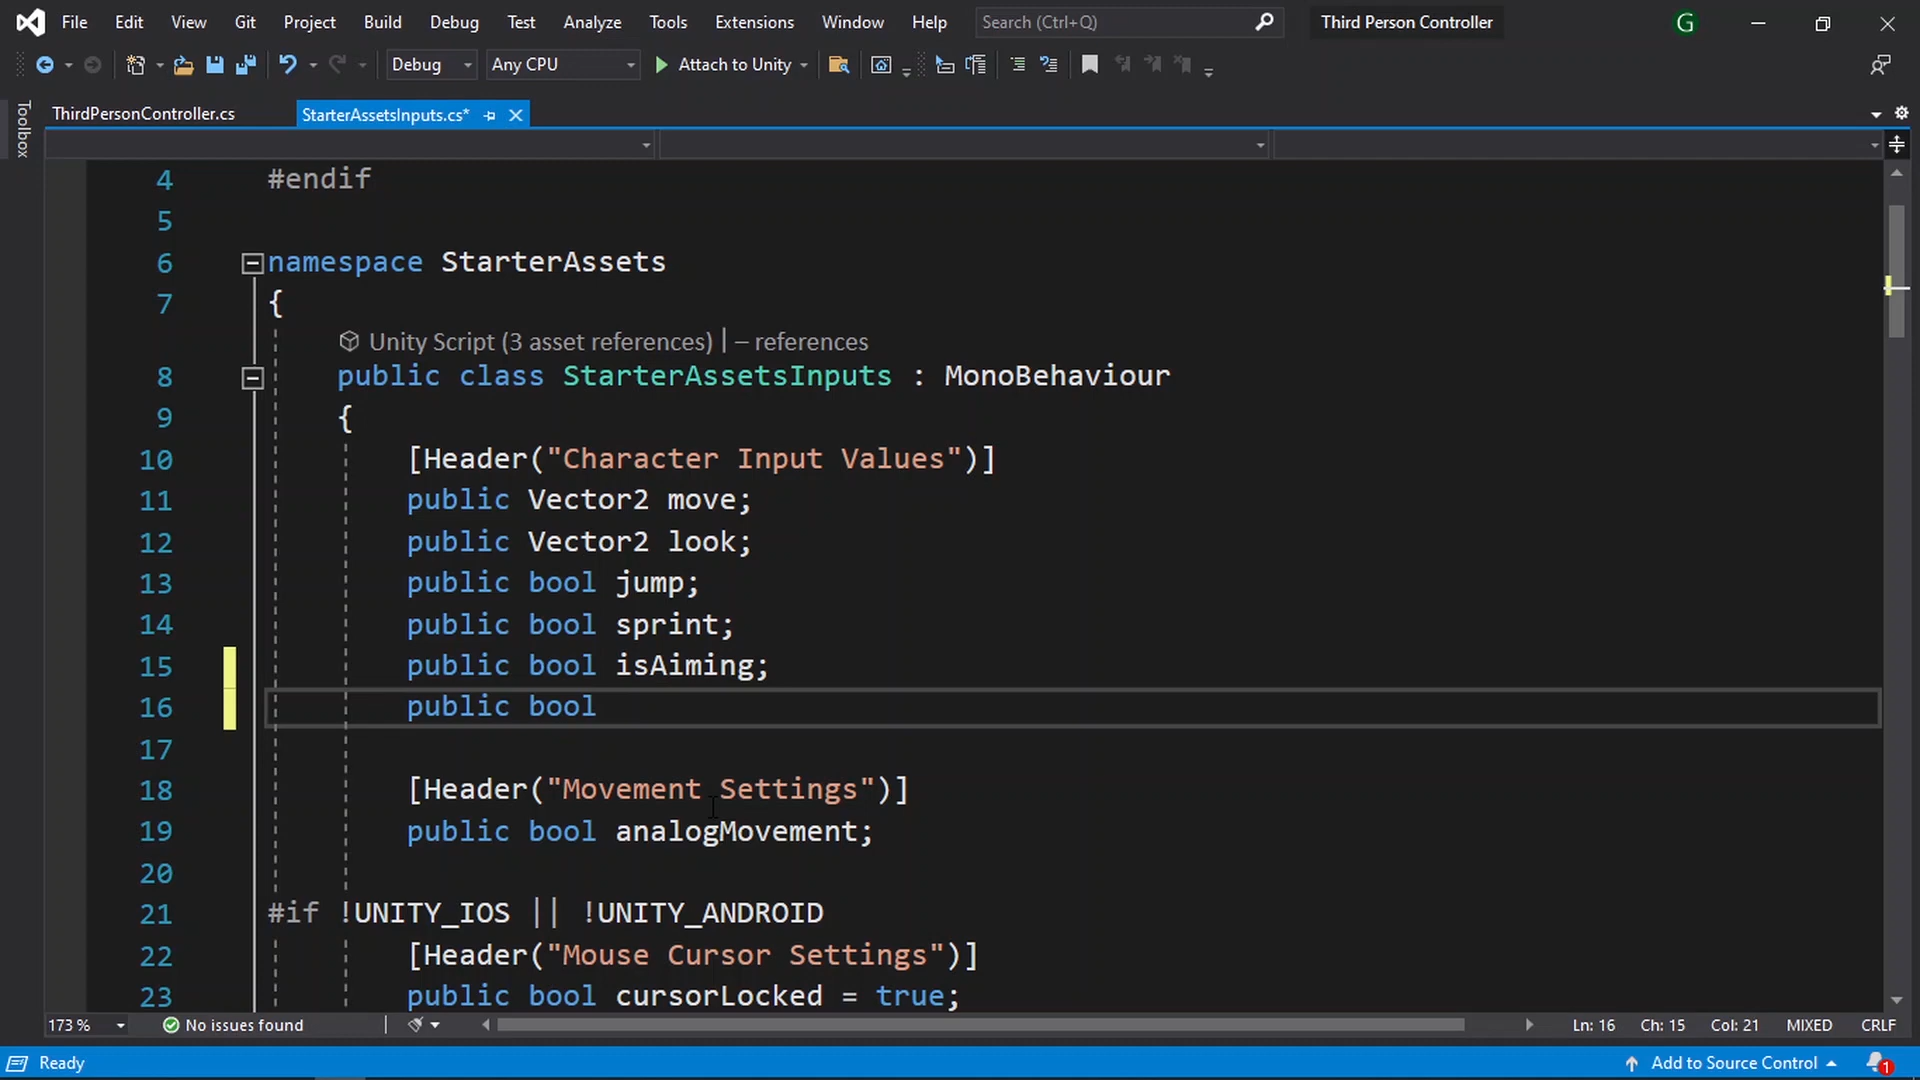 File Edit View Git Project Build Debug Test Analyze Tools Extensions Window Help Search (Ctrl+Q) Third Person Controller G
Debug Any CPU Attach to Unity
ThirdPersonController.cs StarterAssetsInputs.cs*
Toolbox
4 #endif
5
6 namespace StarterAssets
7 {
Unity Script (3 asset references) | – references
8 public class StarterAssetsInputs : MonoBehaviour
9 {
10 [Header("Character Input Values")]
11 public Vector2 move;
12 public Vector2 look;
13 public bool jump;
14 public bool sprint;
15 public bool isAiming;
16 public bool
17
18 [Header("Movement Settings")]
19 public bool analogMovement;
20
21 #if !UNITY_IOS || !UNITY_ANDROID
22 [Header("Mouse Cursor Settings")]
23 public bool cursorLocked = true;
173 % No issues found Ln: 16 Ch: 15 Col: 21 MIXED CRLF
Ready Add to Source Control 1